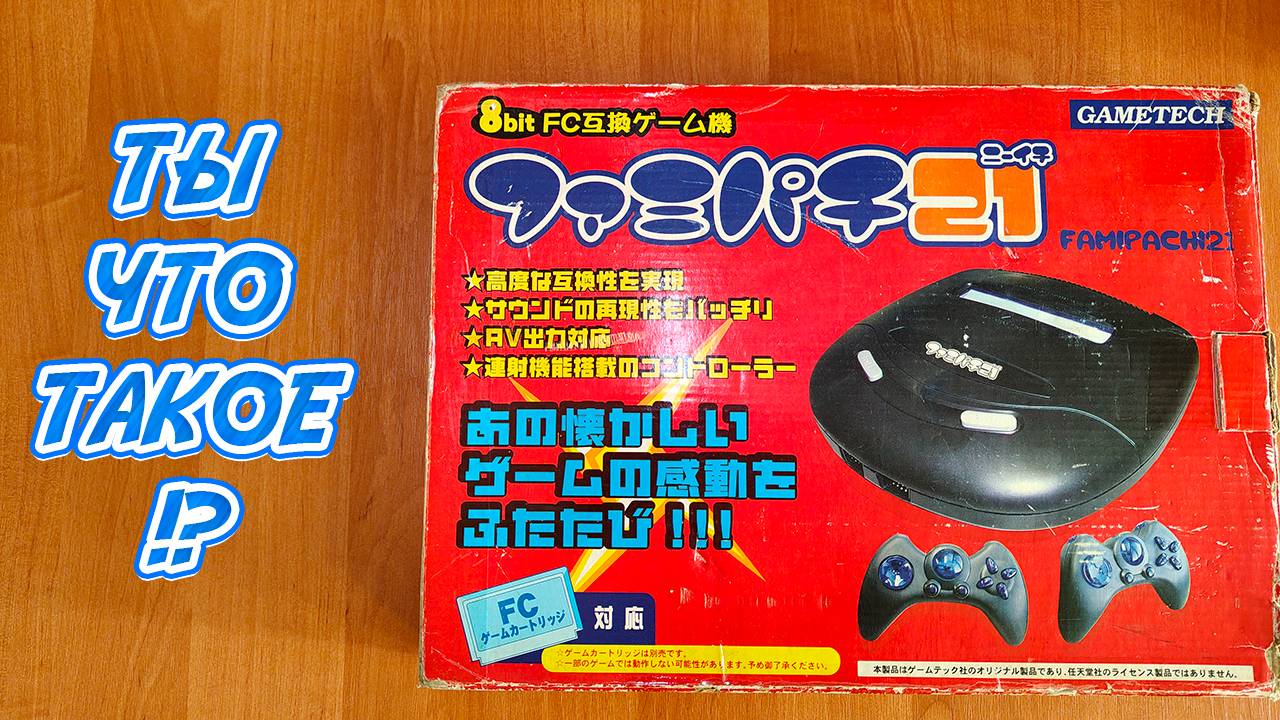 ТЫ
ЧТО
ТАКОЕ
!?
8bit FC互換ゲーム機
GAMETECH
ファミパチ21
ニーイチ
FAMIPACHI21
★高度な互換性を実現
★サウンドの再現性もバッチリ
★AV出力対応
★連射機能搭載のコントローラー
ファミパチ21
あの懐かしい
ゲームの感動を
ふたたび!!!
FC
ゲームカートリッジ
対応
☆ゲームカートリッジは別売です。
☆一部のゲームでは動作しない可能性があります。予め御了承ください。
本製品はゲームテック社のオリジナル製品であり、任天堂社のライセンス製品ではありません。